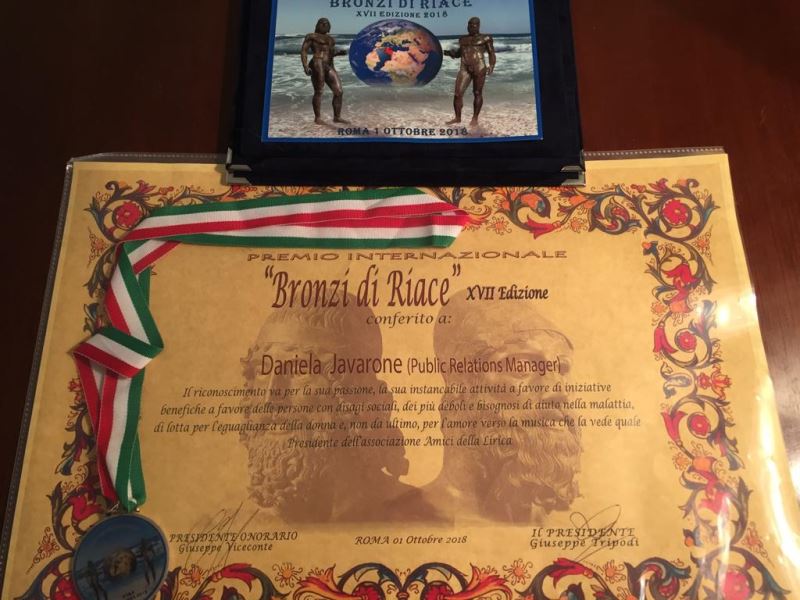 BRONZI DI RIACE
XVII EDIZIONE 2018
ROMA 1 OTTOBRE 2018
PREMIO INTERNAZIONALE
"Bronzi di Riace" XVII Edizione
conferito a:
Daniela Javarone (Public Relations Manager)
Il riconoscimento va per la sua passione, la sua instancabile attività a favore di iniziative
benefiche a favore delle persone con disagi sociali, dei più deboli e bisognosi di aiuto nella malattia,
di lotta per l'eguaglianza della donna e, non da ultimo, per l'amore verso la musica che la vede quale
Presidente dell'associazione Amici della Lirica
PRESIDENTE ONORARIO
Giuseppe Viceconte
ROMA 01 Ottobre 2018
Il PRESIDENTE
Giuseppe Tripodi